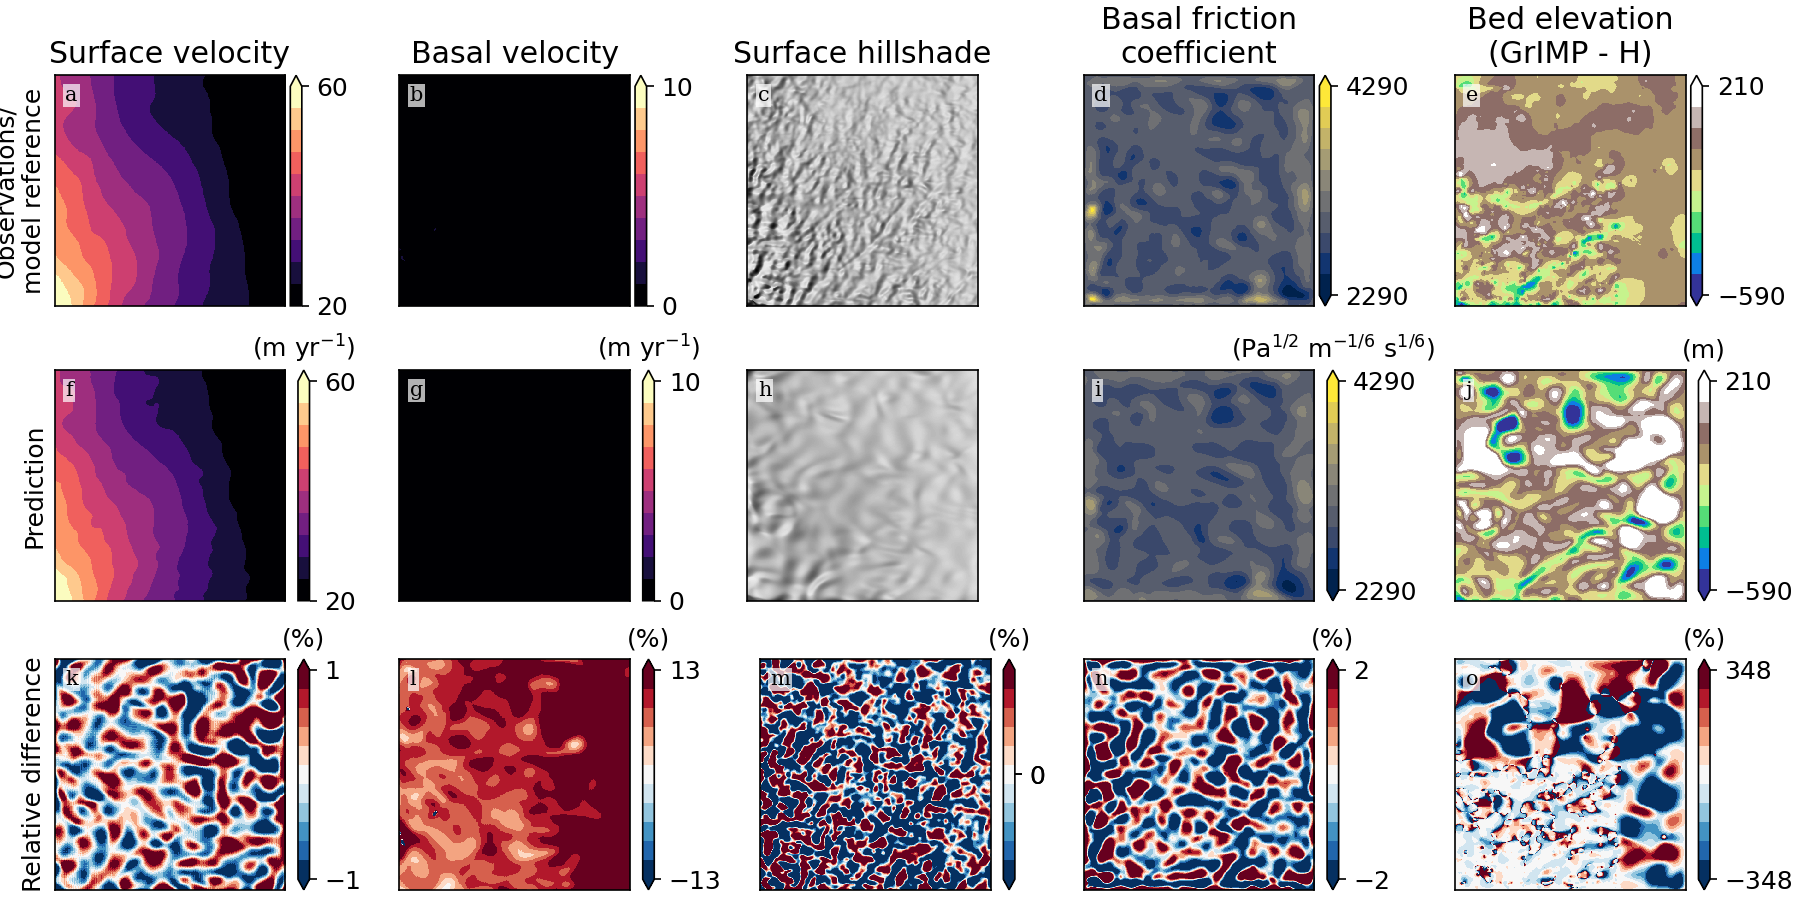 Surface velocity
Basal velocity
Surface hillshade
Basal friction
coefficient
Bed elevation
(GrIMP - H)
Observations/
model reference
a
60
20
b
10
0
c
d
4290
2290
e
210
−590
(m yr⁻¹)
(m yr⁻¹)
(Pa^1/2 m^−1/6 s^1/6)
(m)
Prediction
f
60
20
g
10
0
h
i
4290
2290
j
210
−590
(%)
(%)
(%)
(%)
(%)
Relative difference
k
1
−1
l
13
−13
m
0
n
2
−2
o
348
−348